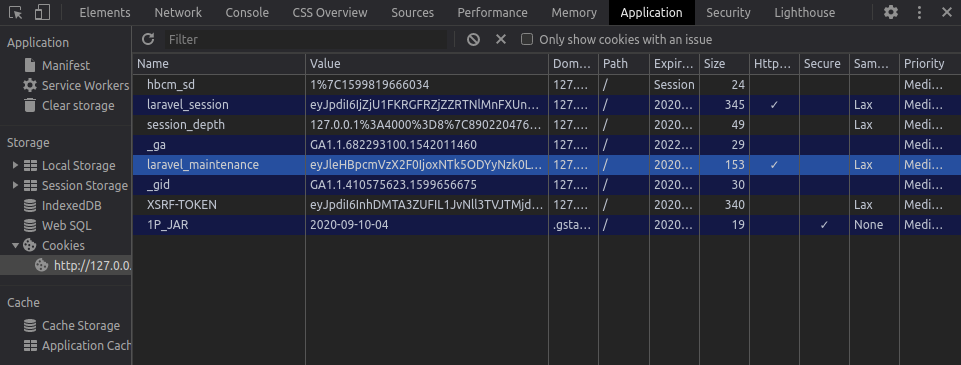 Elements Network Console CSS Overview Sources Performance Memory Application Security Lighthouse
Application
Manifest
Service Workers
Clear storage
Storage
Local Storage
Session Storage
IndexedDB
Web SQL
Cookies
http://127.0.0.
Cache
Cache Storage
Application Cach
Filter Only show cookies with an issue
Name Value Dom… Path Expir… Size Http… Secure Sam… Priority
hbcm_sd 1%7C1599819666034 127.… / Session 24 Medi…
laravel_session eyJpdiI6IjZjU1FKRGFRZjZZRTNlMnFXUn… 127.… / 2020… 345 ✓ Lax Medi…
session_depth 127.0.0.1%3A4000%3D8%7C890220476… 127.… / 2020… 49 Lax Medi…
_ga GA1.1.682293100.1542011460 127.… / 2022… 29 Medi…
laravel_maintenance eyJleHBpcmVzX2F0IjoxNTk5ODYyNzk0L… 127.… / 2020… 153 ✓ Lax Medi…
_gid GA1.1.410575623.1599656675 127.… / 2020… 30 Medi…
XSRF-TOKEN eyJpdiI6InhDMTA3ZUFIL1JvNll3TVJTMjd… 127.… / 2020… 340 Lax Medi…
1P_JAR 2020-09-10-04 .gsta… / 2020… 19 ✓ None Medi…